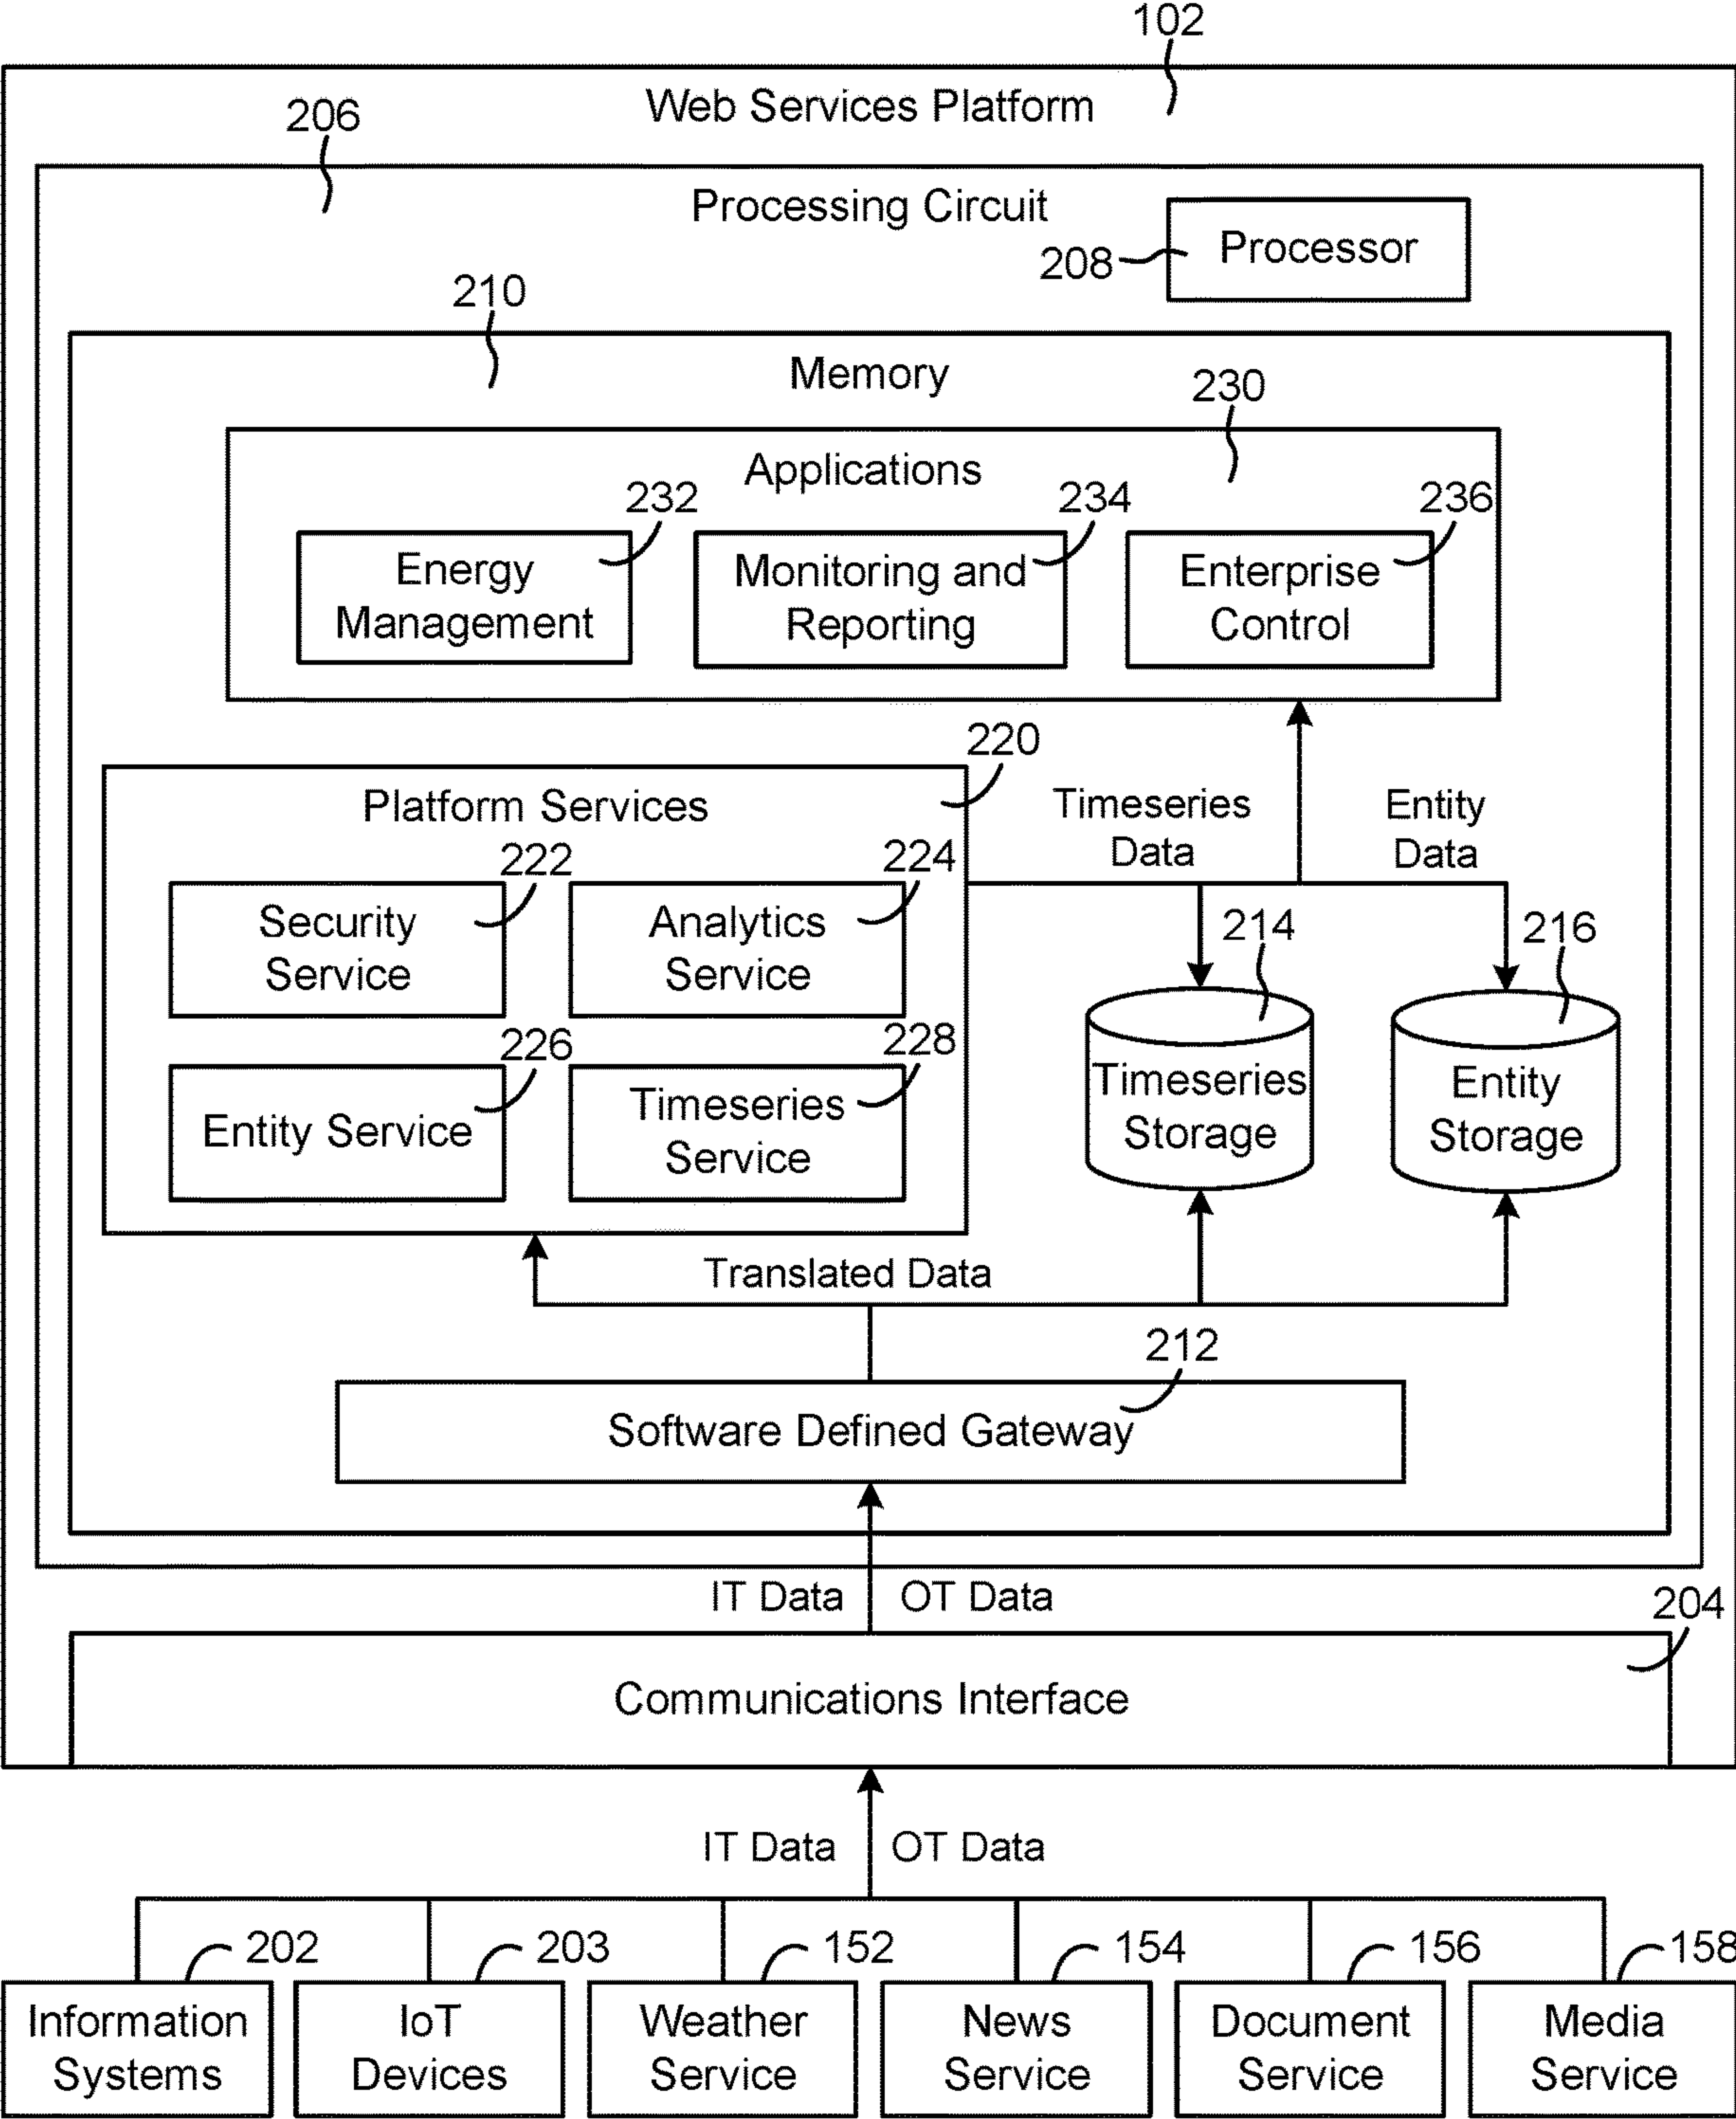 102
Web Services Platform
206
Processing Circuit
Processor
208
210
Memory
230
Applications
232
234
236
Energy
Management
Monitoring and
Reporting
Enterprise
Control
220
Platform Services
Timeseries
Data
Entity
Data
222
224
Security
Service
Analytics
Service
214
216
226
228
Entity Service
Timeseries
Service
Timeseries
Storage
Entity
Storage
Translated Data
212
Software Defined Gateway
IT Data
OT Data
204
Communications Interface
IT Data
OT Data
202
203
152
154
156
158
Information
Systems
IoT
Devices
Weather
Service
News
Service
Document
Service
Media
Service